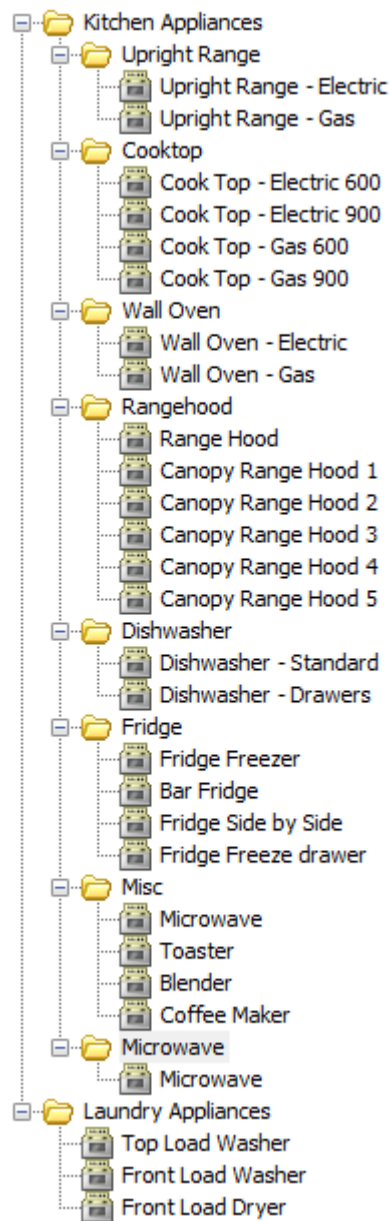 Kitchen Appliances
Upright Range
Upright Range - Electric
Upright Range - Gas
Cooktop
Cook Top - Electric 600
Cook Top - Electric 900
Cook Top - Gas 600
Cook Top - Gas 900
Wall Oven
Wall Oven - Electric
Wall Oven - Gas
Rangehood
Range Hood
Canopy Range Hood 1
Canopy Range Hood 2
Canopy Range Hood 3
Canopy Range Hood 4
Canopy Range Hood 5
Dishwasher
Dishwasher - Standard
Dishwasher - Drawers
Fridge
Fridge Freezer
Bar Fridge
Fridge Side by Side
Fridge Freeze drawer
Misc
Microwave
Toaster
Blender
Coffee Maker
Microwave
Microwave
Laundry Appliances
Top Load Washer
Front Load Washer
Front Load Dryer